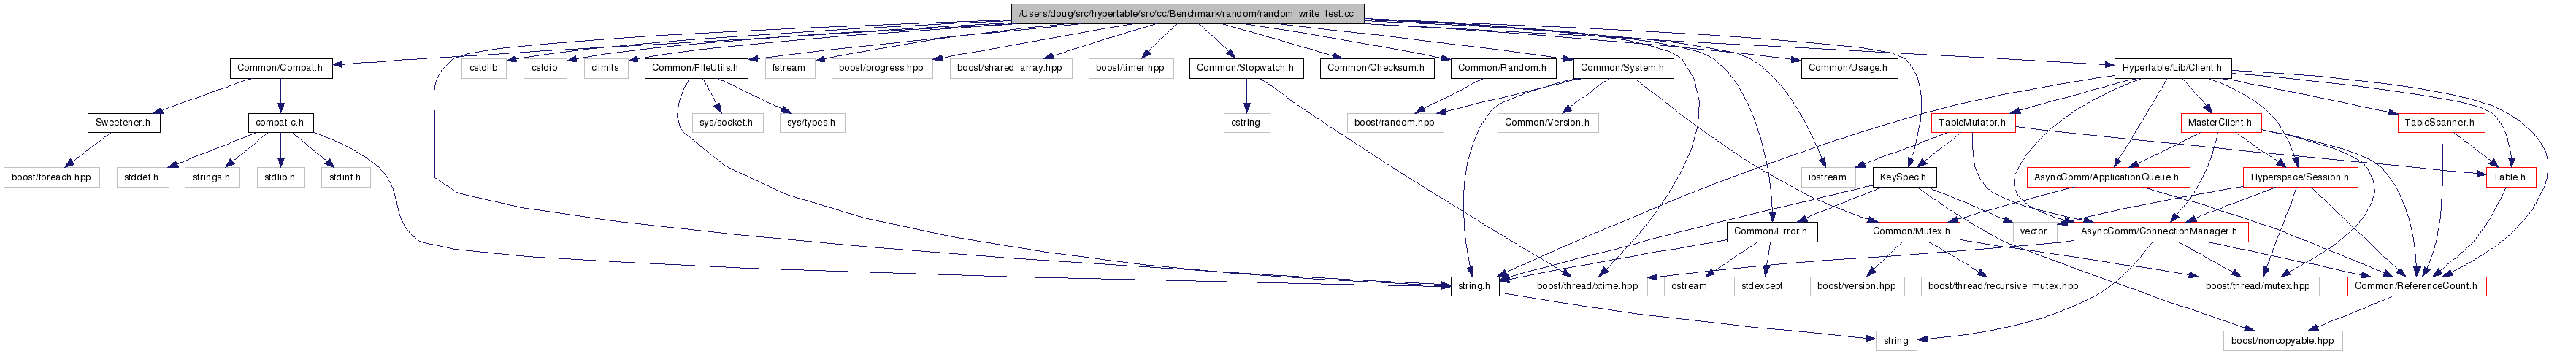 /Users/doug/src/hypertable/src/cc/Benchmark/random/random_write_test.cc
Common/Compat.h
cstdlib
cstdio
climits
Common/FileUtils.h
fstream
boost/progress.hpp
boost/shared_array.hpp
boost/timer.hpp
Common/Stopwatch.h
Common/Checksum.h
Common/Random.h
Common/System.h
Common/Usage.h
Hypertable/Lib/Client.h
Sweetener.h
compat-c.h
sys/socket.h
sys/types.h
cstring
boost/random.hpp
Common/Version.h
TableMutator.h
MasterClient.h
TableScanner.h
boost/foreach.hpp
stddef.h
strings.h
stdlib.h
stdint.h
iostream
KeySpec.h
AsyncComm/ApplicationQueue.h
Hyperspace/Session.h
Table.h
Common/Error.h
Common/Mutex.h
vector
AsyncComm/ConnectionManager.h
string.h
boost/thread/xtime.hpp
ostream
stdexcept
boost/version.hpp
boost/thread/recursive_mutex.hpp
boost/thread/mutex.hpp
Common/ReferenceCount.h
string
boost/noncopyable.hpp